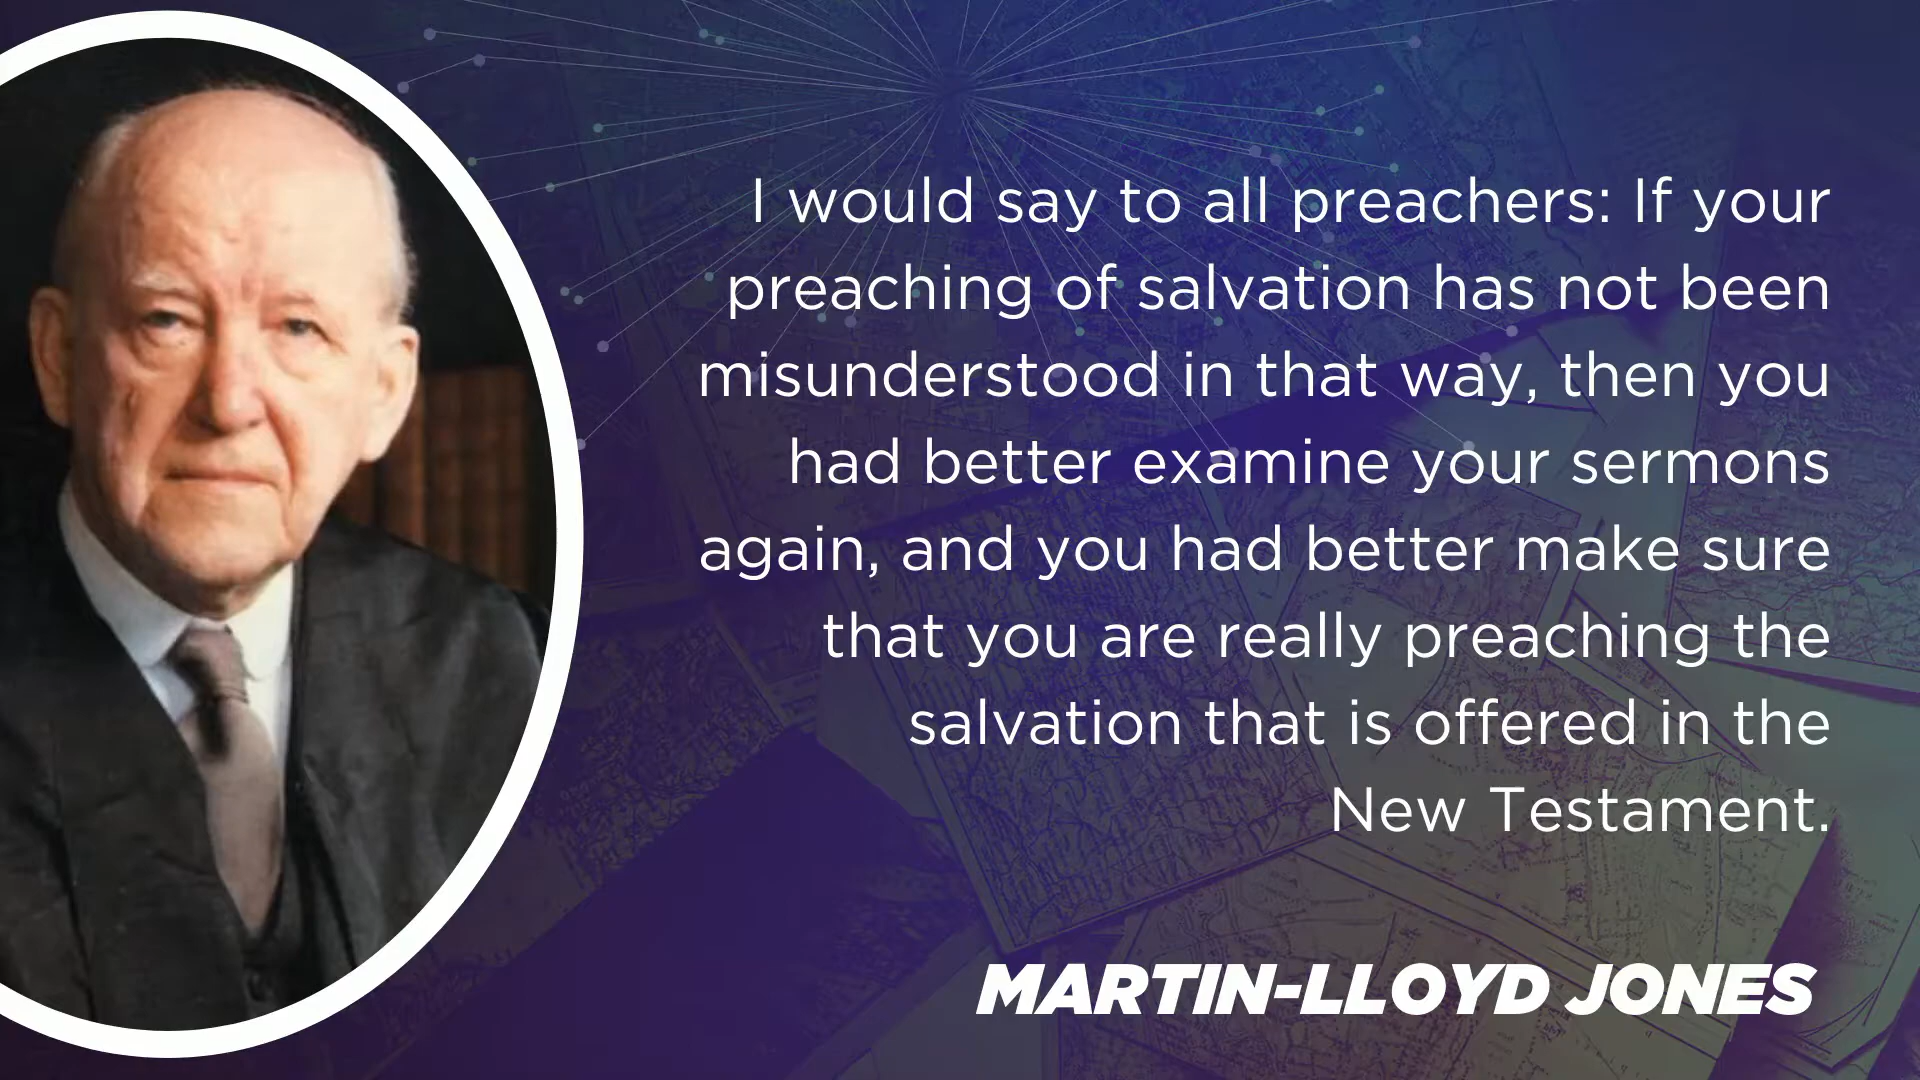 I would say to all preachers: If your
preaching of salvation has not been
misunderstood in that way, then you
had better examine your sermons
again, and you had better make sure
that you are really preaching the
salvation that is offered in the
New Testament.
MARTIN-LLOYD JONES